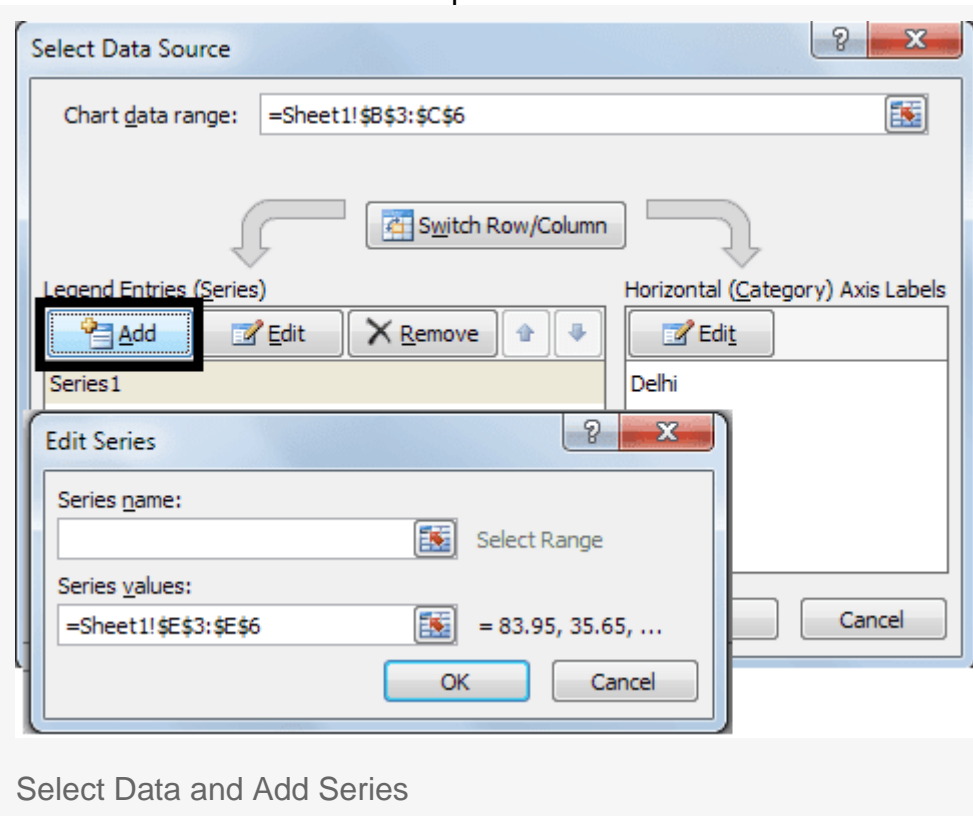 Select Data Source
Chart data range: =Sheet1!$B$3:$C$6
Switch Row/Column
Legend Entries (Series)
Horizontal (Category) Axis Labels
Add Edit Remove
Edit
Series1
Delhi
Edit Series
Series name:
Select Range
Series values:
=Sheet1!$E$3:$E$6 = 83.95, 35.65, ...
OK Cancel
Cancel
Select Data and Add Series